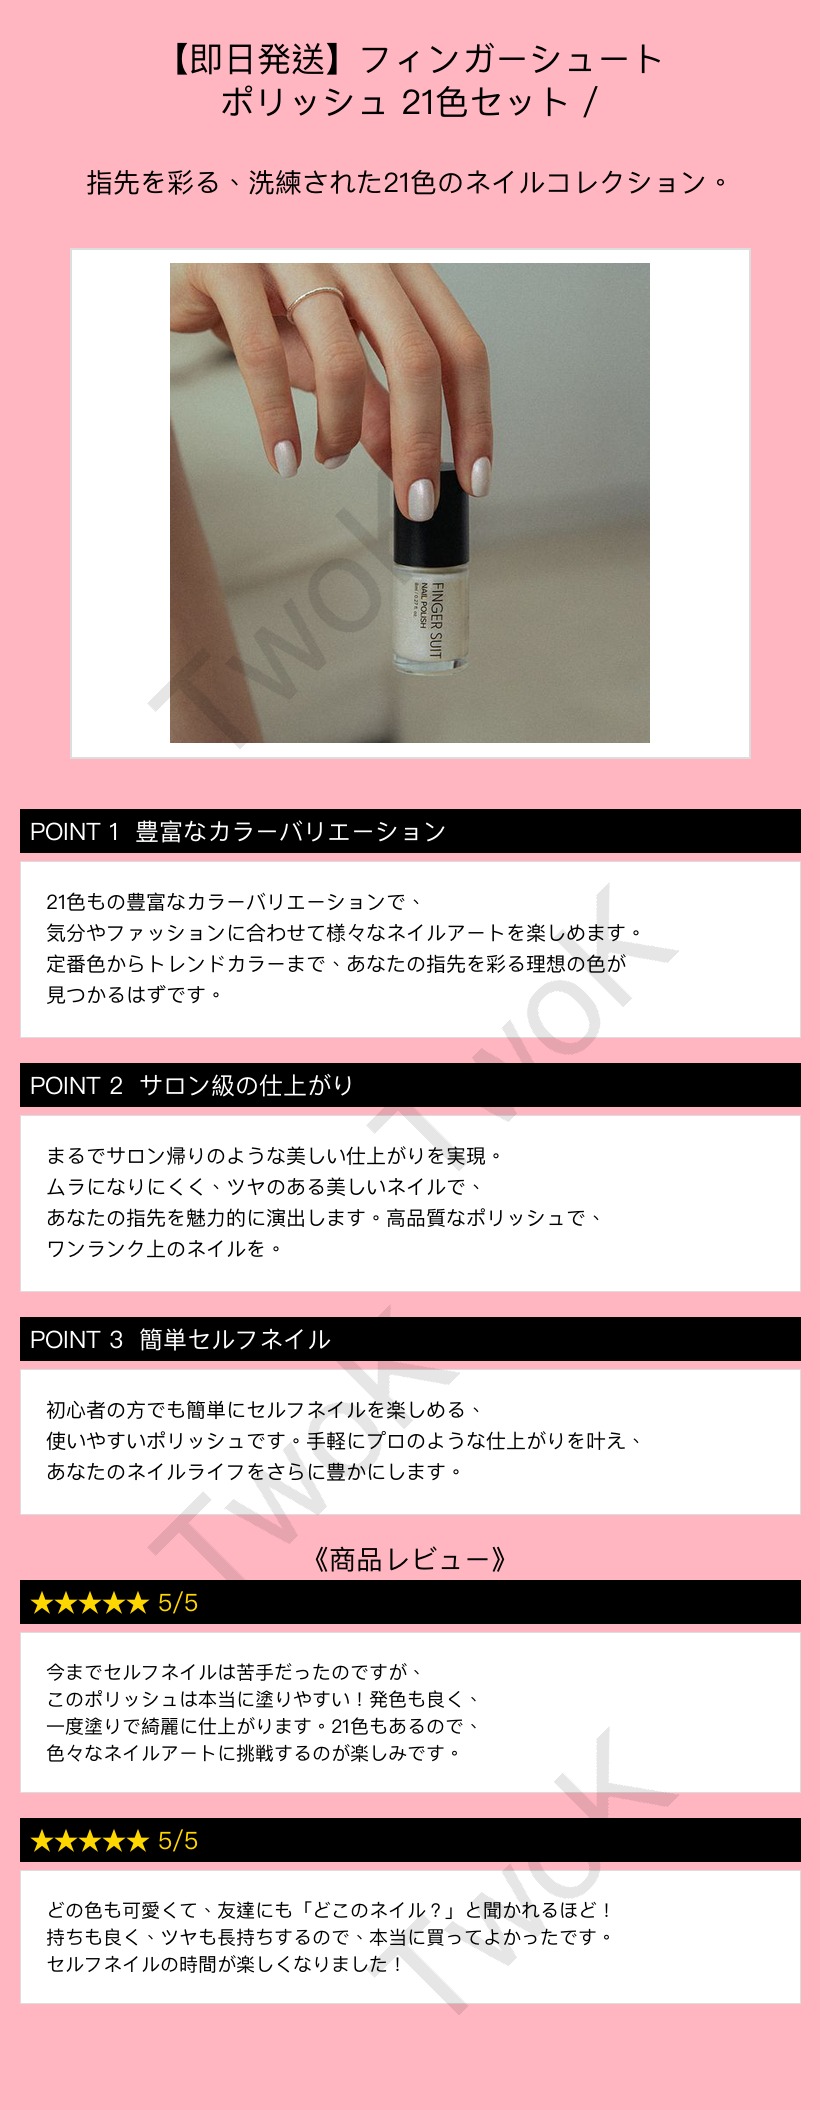 【即日発送】フィンガーシュート
ポリッシュ 21色セット /
指先を彩る、洗練された21色のネイルコレクション。
FINGER SUIT
NAIL POLISH
TwoK
POINT 1 豊富なカラーバリエーション
21色もの豊富なカラーバリエーションで、
気分やファッションに合わせて様々なネイルアートを楽しめます。
定番色からトレンドカラーまで、あなたの指先を彩る理想の色が
見つかるはずです。
TwoK
POINT 2 サロン級の仕上がり
まるでサロン帰りのような美しい仕上がりを実現。
ムラになりにくく、ツヤのある美しいネイルで、
あなたの指先を魅力的に演出します。高品質なポリッシュで、
ワンランク上のネイルを。
POINT 3 簡単セルフネイル
初心者の方でも簡単にセルフネイルを楽しめる、
使いやすいポリッシュです。手軽にプロのような仕上がりを叶え、
あなたのネイルライフをさらに豊かにします。
TwoK
《商品レビュー》
★★★★★ 5/5
今までセルフネイルは苦手だったのですが、
このポリッシュは本当に塗りやすい！発色も良く、
一度塗りで綺麗に仕上がります。21色もあるので、
色々なネイルアートに挑戦するのが楽しみです。
★★★★★ 5/5
どの色も可愛くて、友達にも「どこのネイル？」と聞かれるほど！
持ちも良く、ツヤも長持ちするので、本当に買ってよかったです。
セルフネイルの時間が楽しくなりました！
TwoK